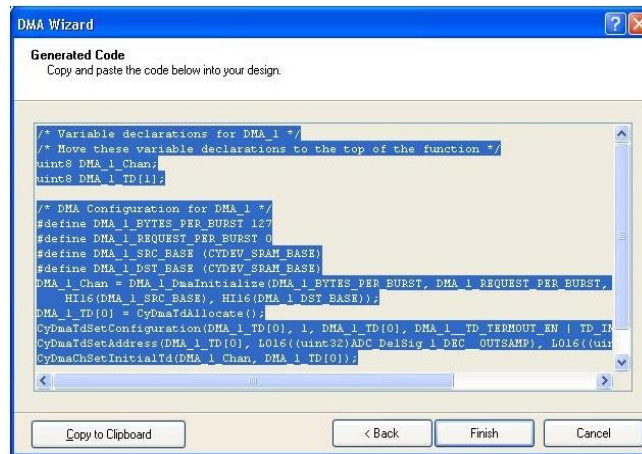 DMA Wizard
Generated Code
Copy and paste the code below into your design.
/* Variable declarations for DMA_1 */
/* Move these variable declarations to the top of the function */
uint8 DMA_1_Chan;
uint8 DMA_1_TD[1];
/* DMA Configuration for DMA_1 */
#define DMA_1_BYTES_PER_BURST 127
#define DMA_1_REQUEST_PER_BURST 0
#define DMA_1_SRC_BASE (CYDEV_SRAM_BASE)
#define DMA_1_DST_BASE (CYDEV_SRAM_BASE)
DMA_1_Chan = DMA_1_DmaInitialize(DMA_1_BYTES_PER_BURST, DMA_1_REQUEST_PER_BURST,
HI16(DMA_1_SRC_BASE), HI16(DMA_1_DST_BASE));
DMA_1_TD[0] = CyDmaTdAllocate();
CyDmaTdSetConfiguration(DMA_1_TD[0], 1, DMA_1_TD[0], DMA_1__TD_TERMOUT_EN | TD_IN
CyDmaTdSetAddress(DMA_1_TD[0], LO16((uint32)ADC_DelSig_1_DEC__OUTSAMP), LO16((uin
CyDmaChSetInitialTd(DMA_1_Chan, DMA_1_TD[0]);
Copy to Clipboard
< Back
Finish
Cancel